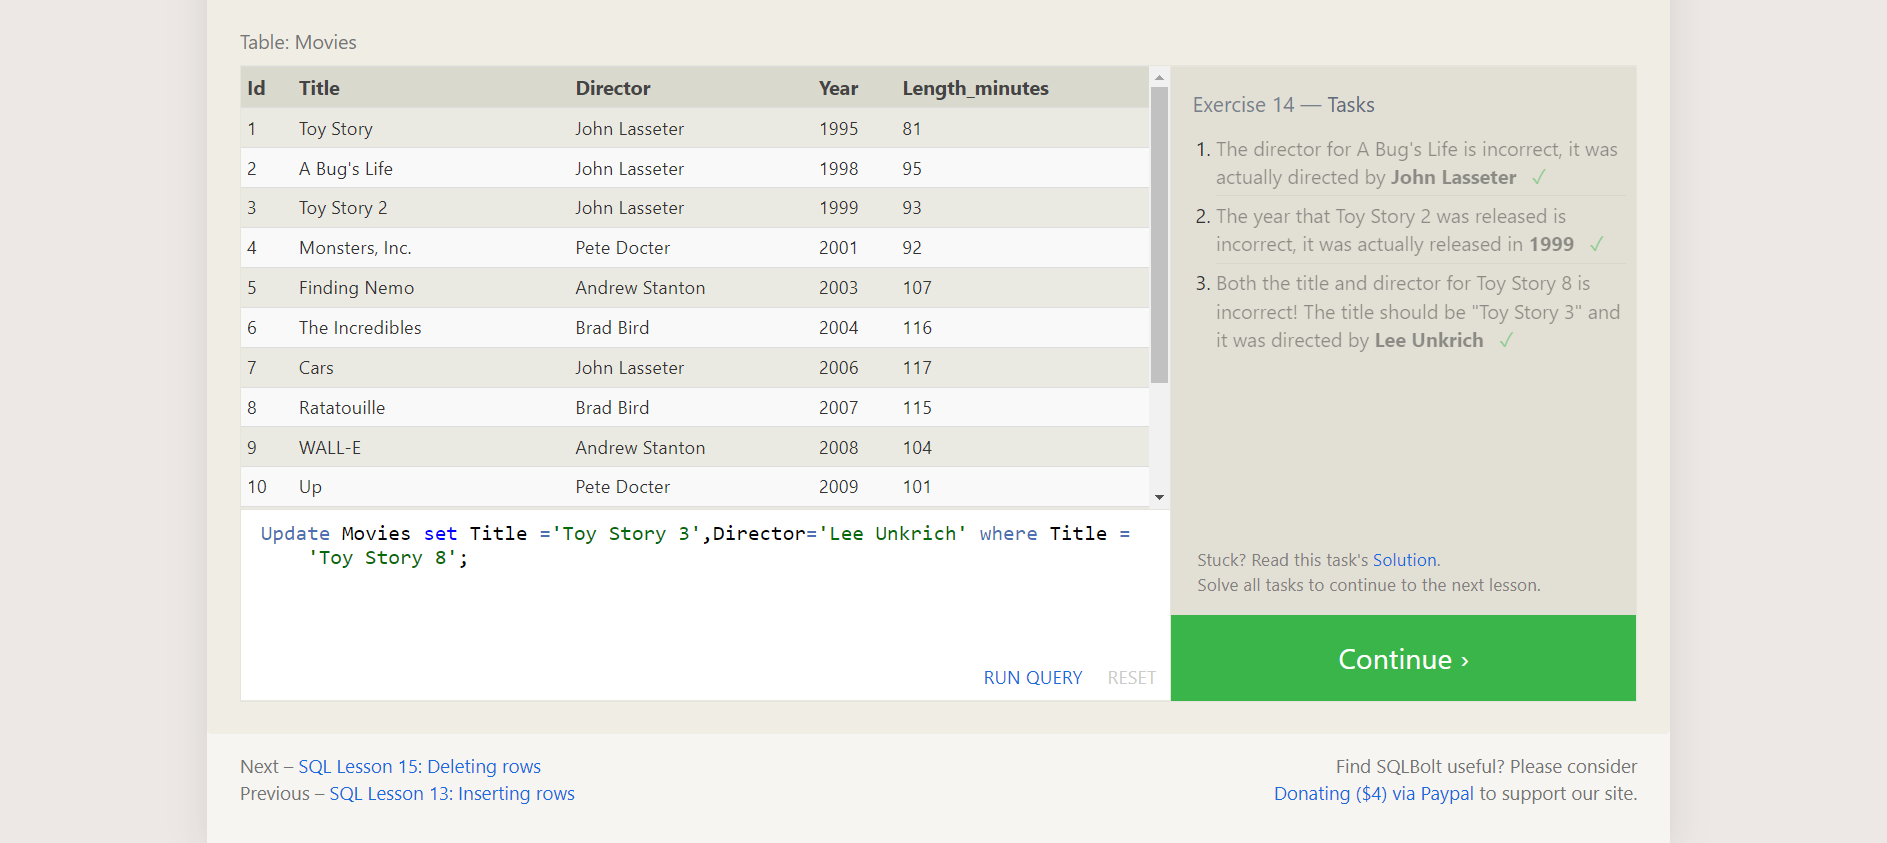 Table: Movies
Id Title Director Year Length_minutes
1 Toy Story John Lasseter 1995 81
2 A Bug's Life John Lasseter 1998 95
3 Toy Story 2 John Lasseter 1999 93
4 Monsters, Inc. Pete Docter 2001 92
5 Finding Nemo Andrew Stanton 2003 107
6 The Incredibles Brad Bird 2004 116
7 Cars John Lasseter 2006 117
8 Ratatouille Brad Bird 2007 115
9 WALL-E Andrew Stanton 2008 104
10 Up Pete Docter 2009 101
Update Movies set Title ='Toy Story 3',Director='Lee Unkrich' where Title =
'Toy Story 8';
RUN QUERY RESET
Exercise 14 — Tasks
1. The director for A Bug's Life is incorrect, it was
actually directed by John Lasseter ✓
2. The year that Toy Story 2 was released is
incorrect, it was actually released in 1999 ✓
3. Both the title and director for Toy Story 8 is
incorrect! The title should be "Toy Story 3" and
it was directed by Lee Unkrich ✓
Stuck? Read this task's Solution.
Solve all tasks to continue to the next lesson.
Continue ›
Next – SQL Lesson 15: Deleting rows
Previous – SQL Lesson 13: Inserting rows
Find SQLBolt useful? Please consider
Donating ($4) via Paypal to support our site.